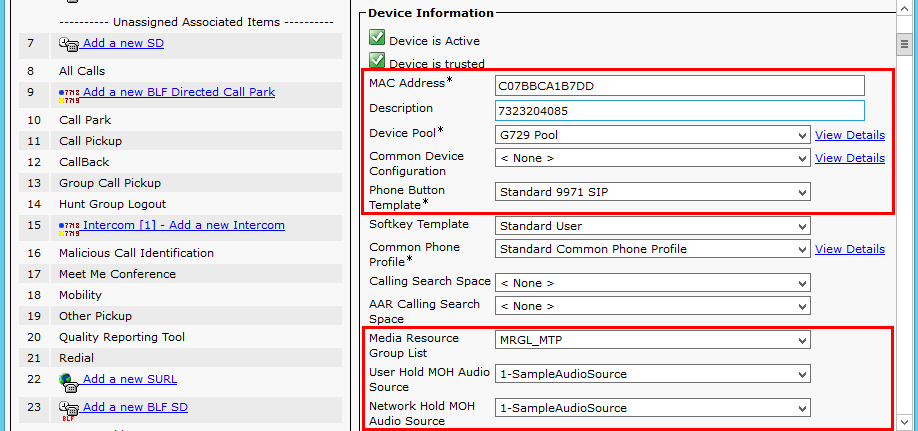 ---------- Unassigned Associated Items ----------
7 Add a new SD
8 All Calls
9 Add a new BLF Directed Call Park
10 Call Park
11 Call Pickup
12 CallBack
13 Group Call Pickup
14 Hunt Group Logout
15 Intercom [1] - Add a new Intercom
16 Malicious Call Identification
17 Meet Me Conference
18 Mobility
19 Other Pickup
20 Quality Reporting Tool
21 Redial
22 Add a new SURL
23 Add a new BLF SD
Device Information
Device is Active
Device is trusted
MAC Address* C07BBCA1B7DD
Description 7323204085
Device Pool* G729 Pool View Details
Common Device
Configuration < None > View Details
Phone Button
Template* Standard 9971 SIP
Softkey Template Standard User
Common Phone
Profile* Standard Common Phone Profile View Details
Calling Search Space < None >
AAR Calling Search
Space < None >
Media Resource
Group List MRGL_MTP
User Hold MOH Audio
Source 1-SampleAudioSource
Network Hold MOH
Audio Source 1-SampleAudioSource